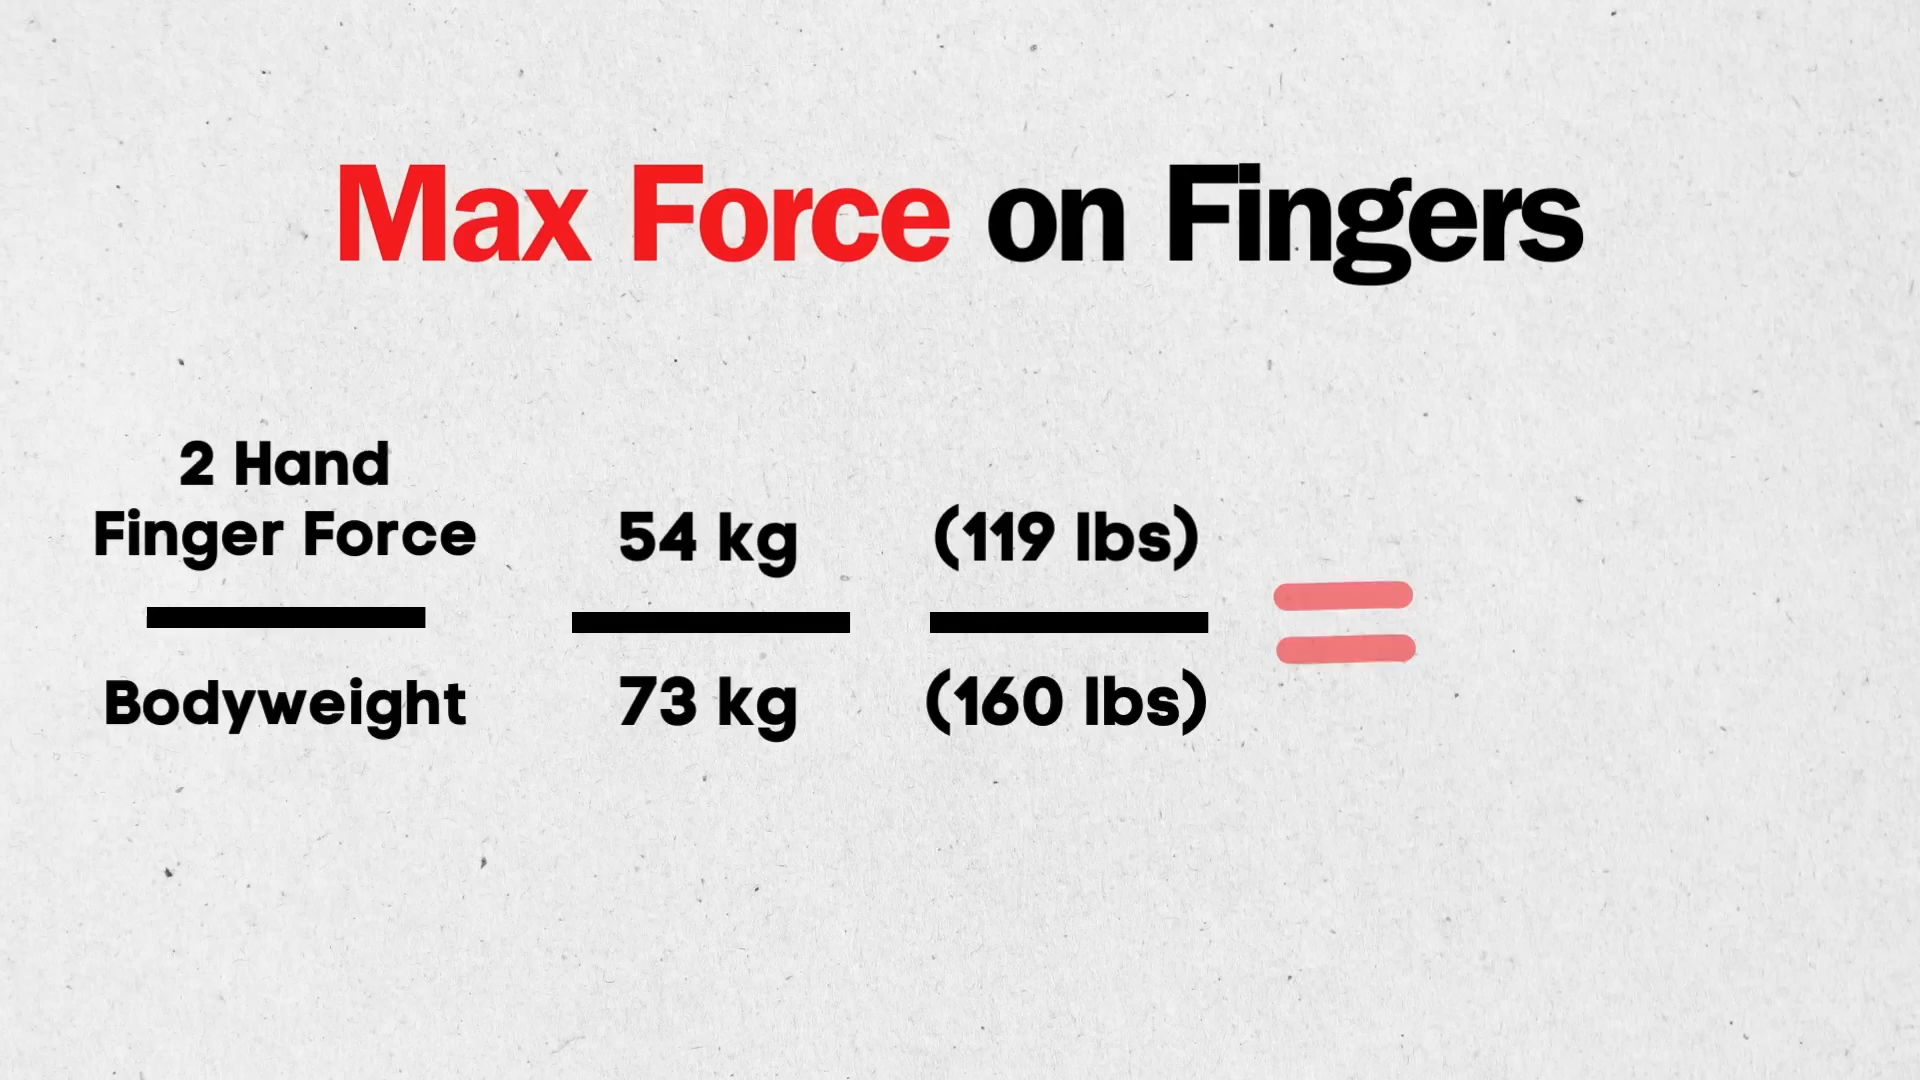 Max Force on Fingers
2 Hand
Finger Force
Bodyweight
54 kg
73 kg
(119 lbs)
(160 lbs)
=